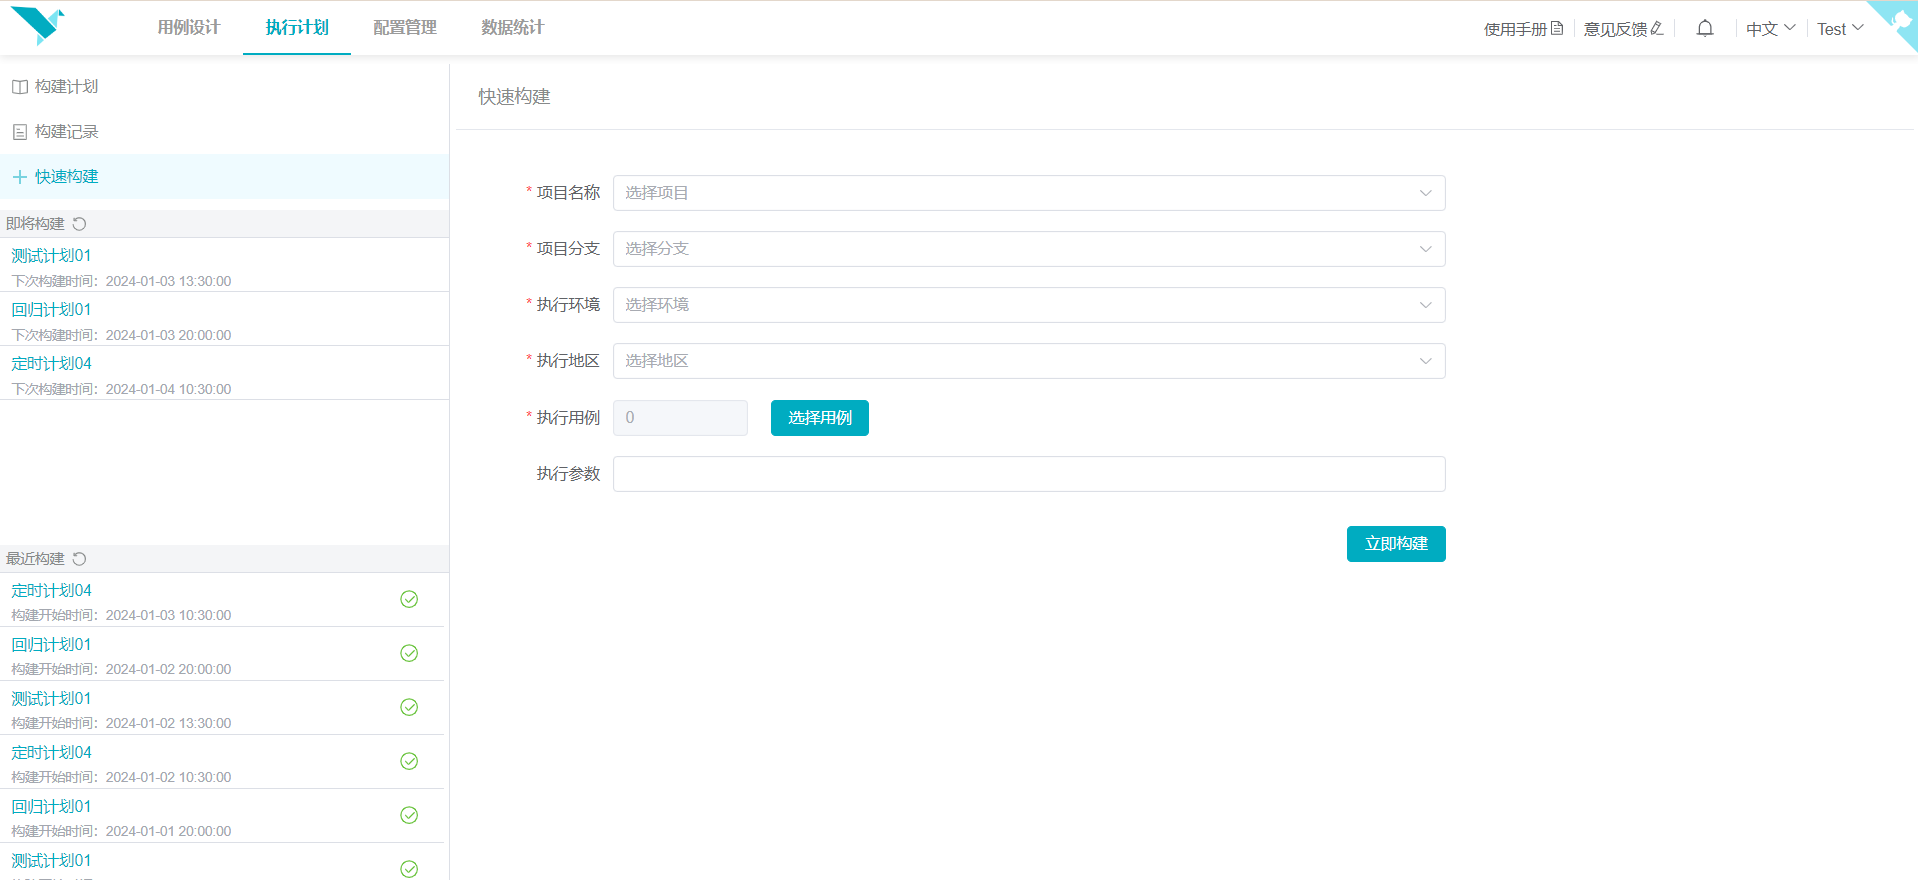 用例设计 执行计划 配置管理 数据统计 使用手册 意见反馈 中文 Test
构建计划
构建记录
快速构建
即将构建
测试计划01
下次构建时间：2024-01-03 13:30:00
回归计划01
下次构建时间：2024-01-03 20:00:00
定时计划04
下次构建时间：2024-01-04 10:30:00
最近构建
定时计划04
构建开始时间：2024-01-03 10:30:00
回归计划01
构建开始时间：2024-01-02 20:00:00
测试计划01
构建开始时间：2024-01-02 13:30:00
定时计划04
构建开始时间：2024-01-02 10:30:00
回归计划01
构建开始时间：2024-01-01 20:00:00
测试计划01
快速构建
* 项目名称 选择项目
* 项目分支 选择分支
* 执行环境 选择环境
* 执行地区 选择地区
* 执行用例 0 选择用例
执行参数
立即构建